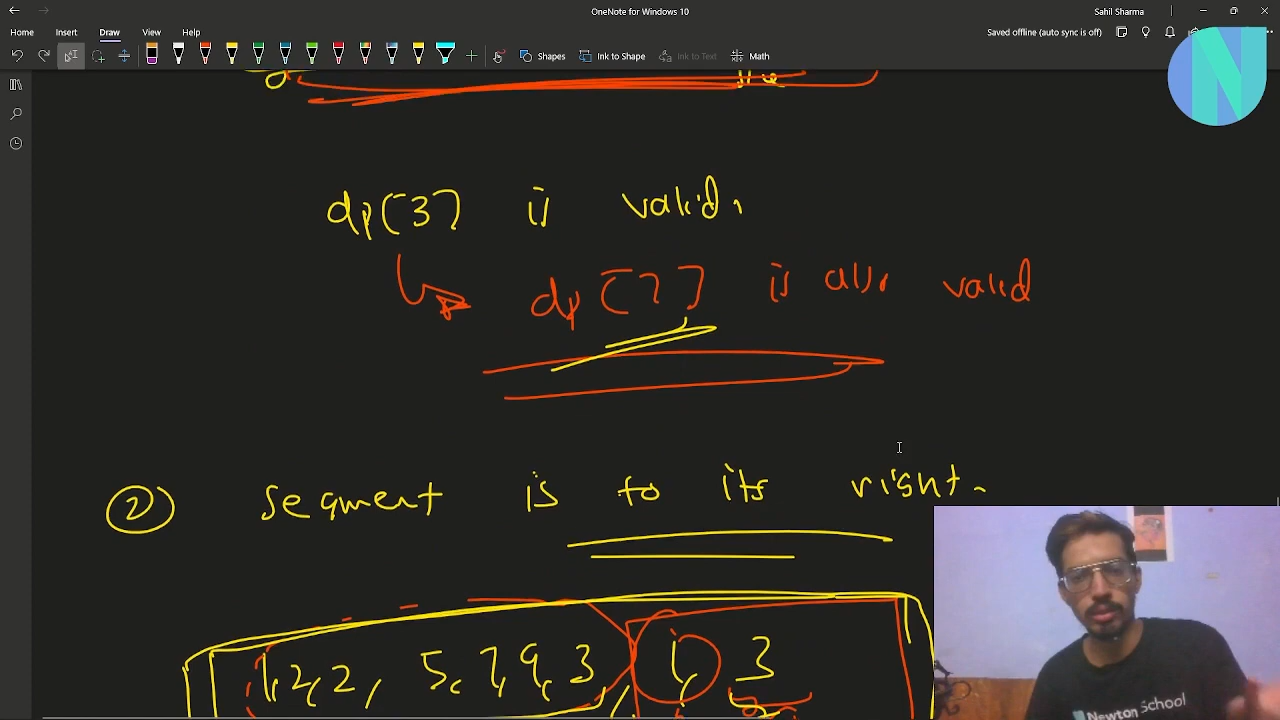 OneNote for Windows 10
Sahil Sharma
Home Insert Draw View Help
Saved offline (auto sync is off)
Shapes Ink to Shape Ink to Text Math
dp[3] is valid.
dp[7] is also valid
② segment is to its right.
1, 2, 2, 5, 7, 9, 3, 1, 3
Newton School